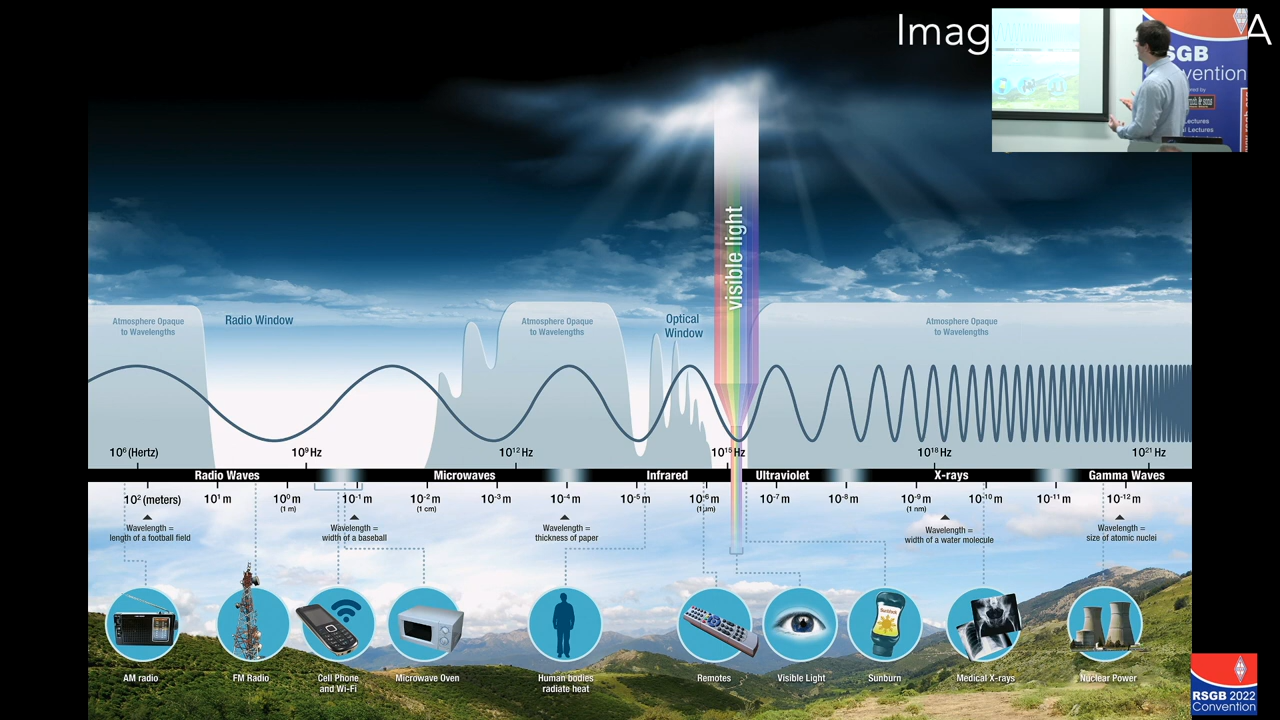 Imag
A
SGB
vention
Lectures
Lectures
visible light
Atmosphere Opaque
to Wavelengths
Radio Window
Atmosphere Opaque
to Wavelengths
Optical
Window
Atmosphere Opaque
to Wavelengths
10⁶ (Hertz)
10⁹ Hz
10¹² Hz
10¹⁵ Hz
10¹⁸ Hz
10²¹ Hz
Radio Waves
Microwaves
Infrared
Ultraviolet
X-rays
Gamma Waves
10² (meters)
10¹ m
10⁰ m
(1 m)
10⁻¹ m
10⁻² m
(1 cm)
10⁻³ m
10⁻⁴ m
10⁻⁵ m
10⁻⁶ m
(1μm)
10⁻⁷ m
10⁻⁸ m
10⁻⁹ m
(1 nm)
10⁻¹⁰ m
10⁻¹¹ m
10⁻¹² m
Wavelength =
length of a football field
Wavelength =
width of a baseball
Wavelength =
thickness of paper
Wavelength =
width of a water molecule
Wavelength =
size of atomic nuclei
AM radio
FM Radio
Cell Phone
and Wi-Fi
Microwave Oven
Human bodies
radiate heat
Remotes
Visible Light
Sunburn
Medical X-rays
Nuclear Power
RSGB 2022
Convention